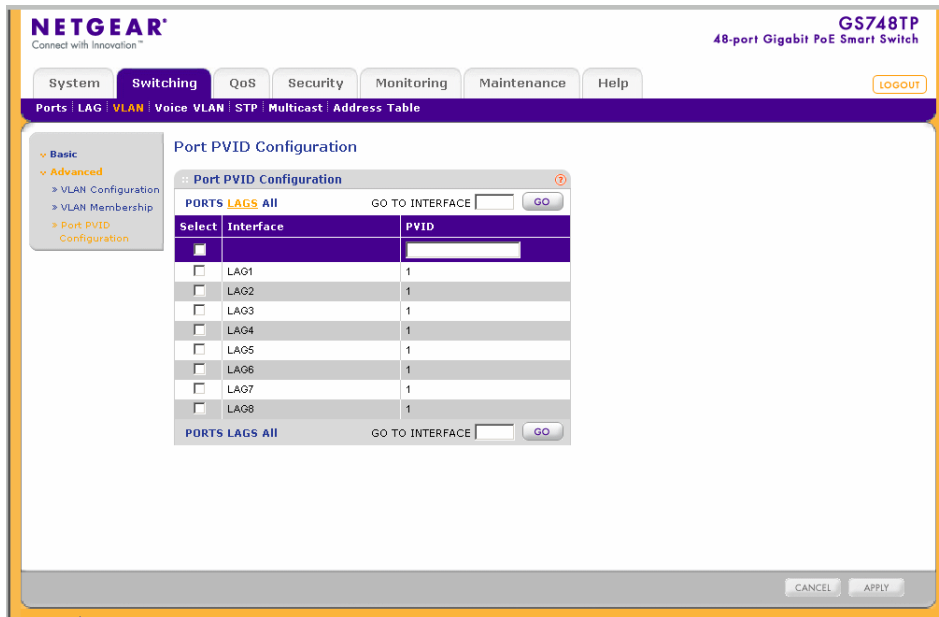 NETGEAR®
Connect with Innovation™
GS748TP
48-port Gigabit PoE Smart Switch
System Switching QoS Security Monitoring Maintenance Help LOGOUT
Ports LAG VLAN Voice VLAN STP Multicast Address Table
Basic
Advanced
» VLAN Configuration
» VLAN Membership
» Port PVID
Configuration
Port PVID Configuration
Port PVID Configuration ?
PORTS LAGS All GO TO INTERFACE GO
Select Interface PVID
LAG1 1
LAG2 1
LAG3 1
LAG4 1
LAG5 1
LAG6 1
LAG7 1
LAG8 1
PORTS LAGS All GO TO INTERFACE GO
CANCEL APPLY